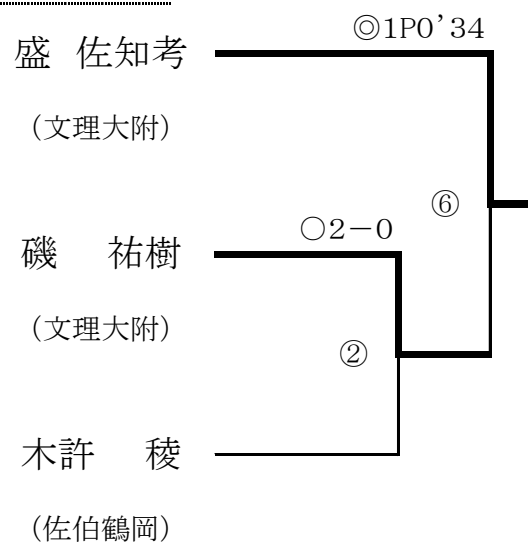 ◎1P0’34
盛 佐知考
（文理大附）
⑥
○2−0
磯　祐樹
（文理大附）
②
木許　稜
（佐伯鶴岡）